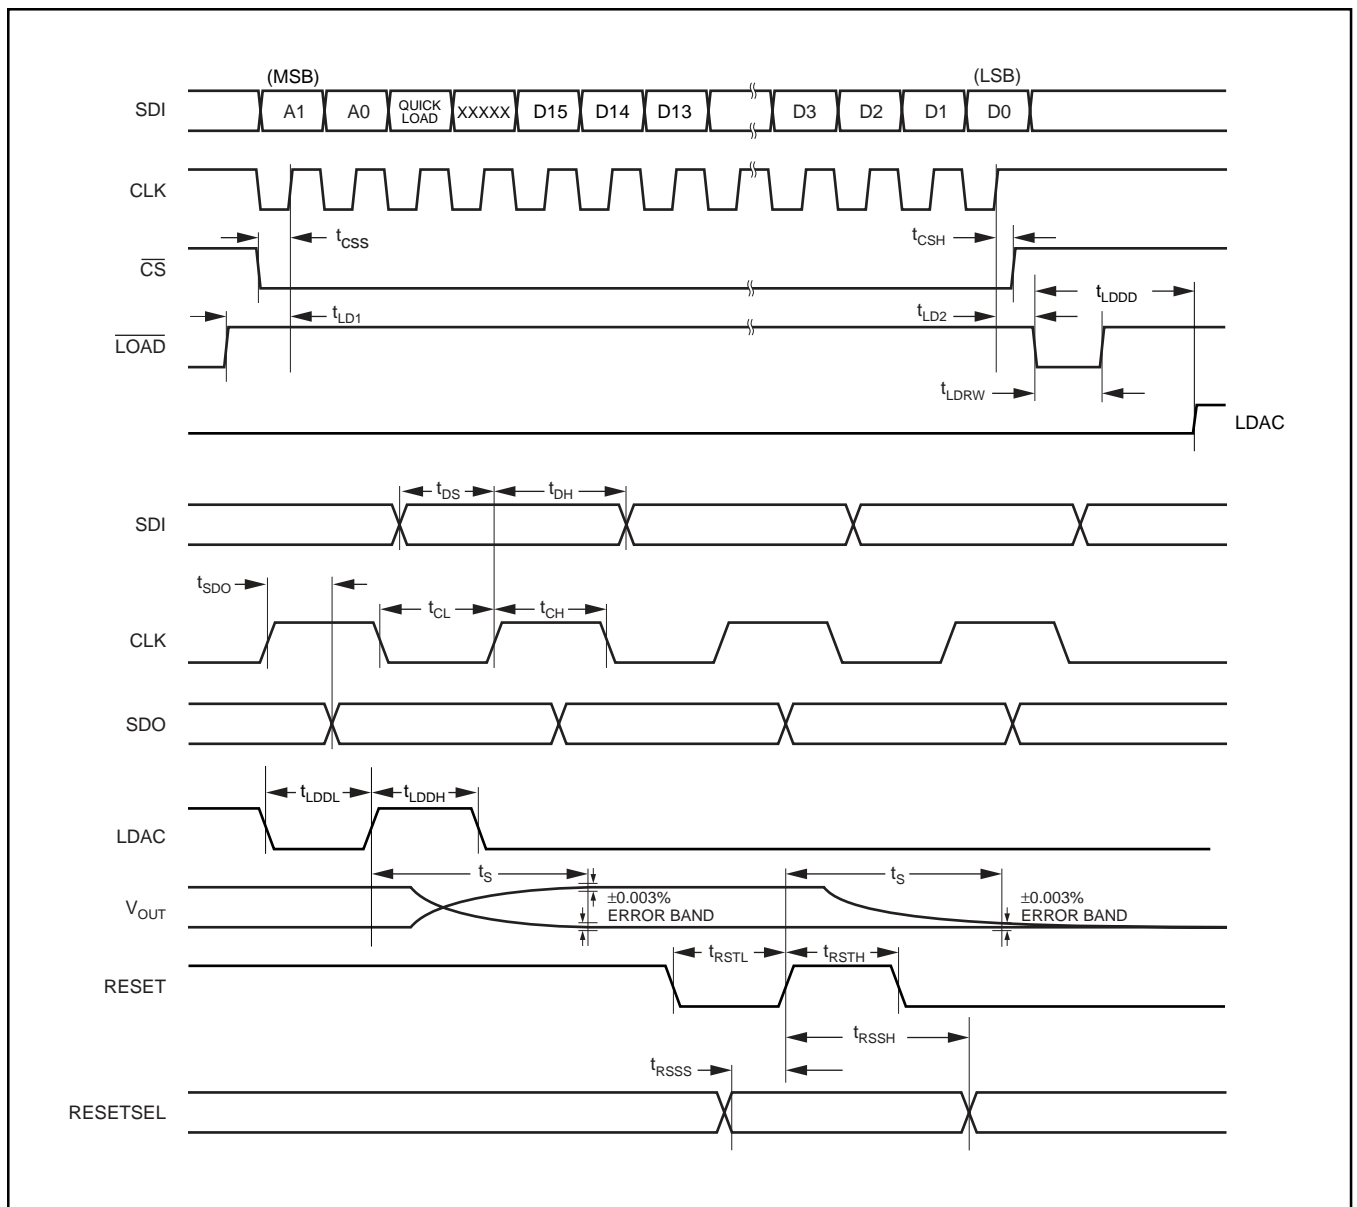 (MSB) (LSB)
SDI A1 A0 QUICK LOAD XXXXX D15 D14 D13 D3 D2 D1 D0
CLK
tCSS tCSH
CS
tLDDD
tLD1 tLD2
LOAD
tLDRW
LDAC
tDS tDH
SDI
tSDO
tCL tCH
CLK
SDO
tLDDL tLDDH
LDAC
tS tS
VOUT
±0.003%
ERROR BAND
±0.003%
ERROR BAND
tRSTL tRSTH
RESET
tRSSH
tRSSS
RESETSEL